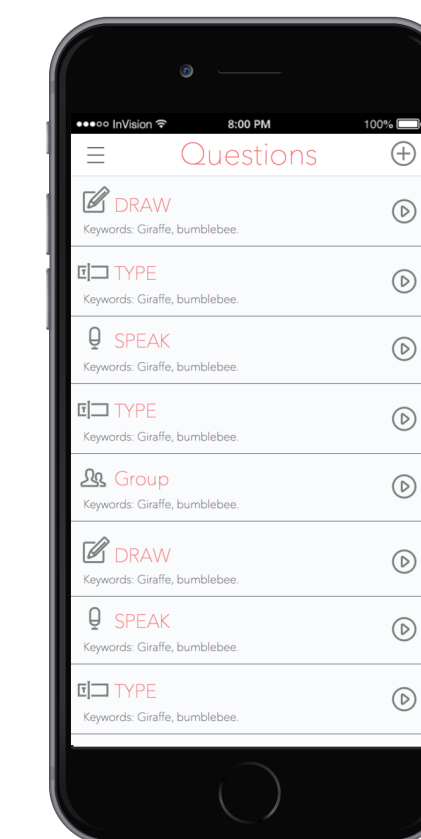 InVision 8:00 PM 100%
Questions
DRAW
Keywords: Giraffe, bumblebee.
TYPE
Keywords: Giraffe, bumblebee.
SPEAK
Keywords: Giraffe, bumblebee.
TYPE
Keywords: Giraffe, bumblebee.
Group
Keywords: Giraffe, bumblebee.
DRAW
Keywords: Giraffe, bumblebee.
SPEAK
Keywords: Giraffe, bumblebee.
TYPE
Keywords: Giraffe, bumblebee.